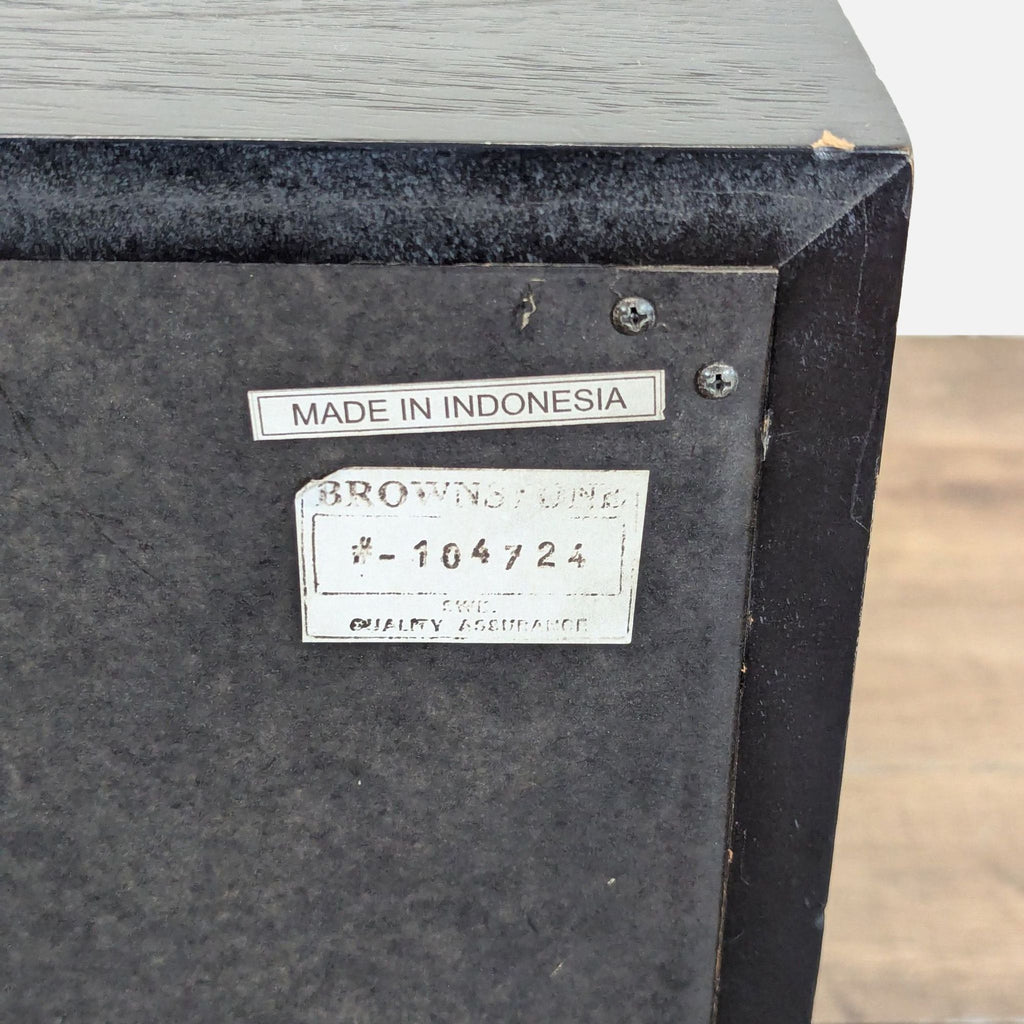 MADE IN INDONESIA
BROWNSTONE
#-104724
QUALITY ASSURANCE